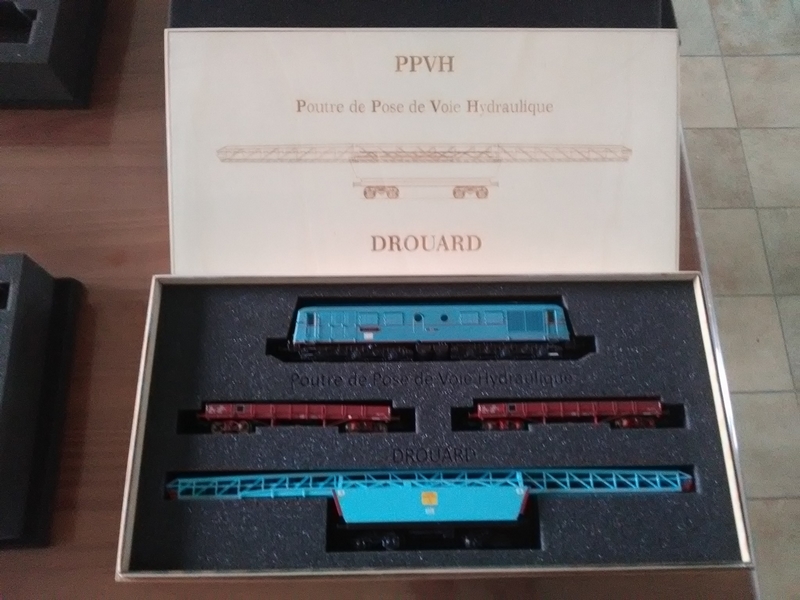 PPVH
Poutre de Pose de Voie Hydraulique
DROUARD
Poutre de Pose de Voie Hydraulique
DROUARD